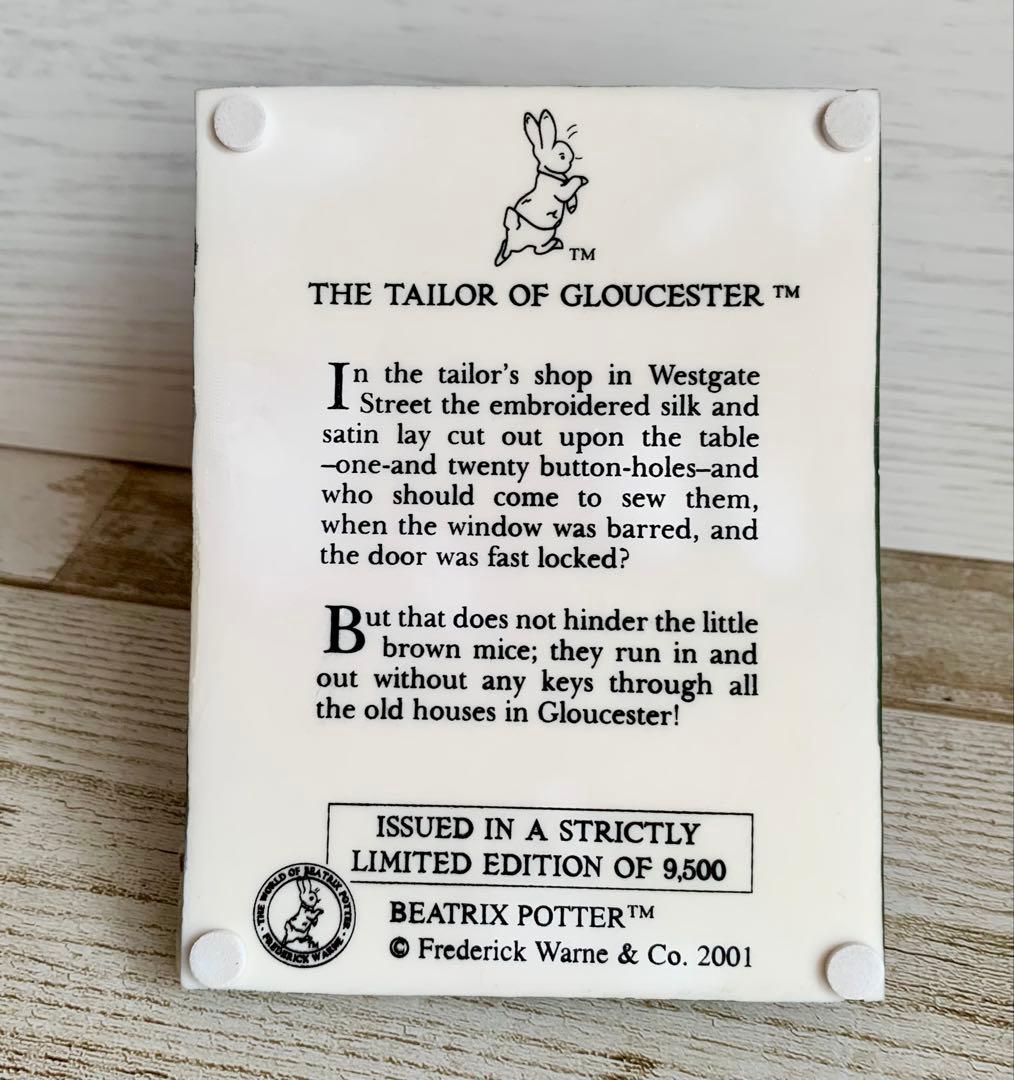 TM
THE TAILOR OF GLOUCESTER ™
In the tailor's shop in Westgate
Street the embroidered silk and
satin lay cut out upon the table
–one-and twenty button-holes–and
who should come to sew them,
when the window was barred, and
the door was fast locked?
But that does not hinder the little
brown mice; they run in and
out without any keys through all
the old houses in Gloucester!
ISSUED IN A STRICTLY
LIMITED EDITION OF 9,500
THE WORLD OF BEATRIX POTTER
TM
FREDERICK WARNE
BEATRIX POTTER™
© Frederick Warne & Co. 2001